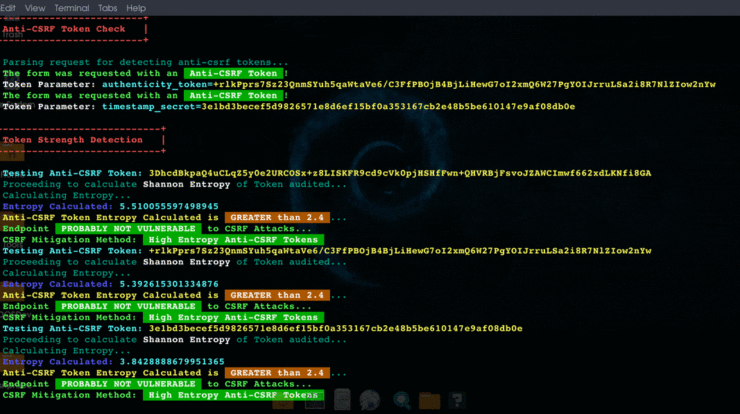 Edit View Terminal Tabs Help
Anti-CSRF Token Check |
Parsing request for detecting anti-csrf tokens...
The form was requested with an Anti-CSRF Token !
Token Parameter: authenticity_token=+rlkPprs7Sz23QnmSYuh5qaWtaVe6/C3FfPBOjB4BjLiHewG7oI2xmQ6W27PgYOIJrruLSa2i8R7NlZIow2nYw
The form was requested with an Anti-CSRF Token !
Token Parameter: timestamp_secret=3e1bd3becef5d9826571e8d6ef15bf0a353167cb2e48b5be610147e9af08db0e
Token Strength Detection |
Testing Anti-CSRF Token: 3DhcdBkpaQ4uCLqZ5y0e2URCOSx+z8LISKFR9cd9cVk0pjHSHfFwn+QHVRBjFsvoJZAWCImwf662xdLKNfi8GA
Proceeding to calculate Shannon Entropy of Token audited...
Calculating Entropy...
Entropy Calculated: 5.510055597498945
Anti-CSRF Token Entropy Calculated is GREATER than 2.4 ...
Endpoint PROBABLY NOT VULNERABLE to CSRF Attacks...
CSRF Mitigation Method: High Entropy Anti-CSRF Tokens
Testing Anti-CSRF Token: +rlkPprs7Sz23QnmSYuh5qaWtaVe6/C3FfPBOjB4BjLiHewG7oI2xmQ6W27PgYOIJrruLSa2i8R7NlZIow2nYw
Proceeding to calculate Shannon Entropy of Token audited...
Calculating Entropy...
Entropy Calculated: 5.392615301334876
Anti-CSRF Token Entropy Calculated is GREATER than 2.4 ...
Endpoint PROBABLY NOT VULNERABLE to CSRF Attacks...
CSRF Mitigation Method: High Entropy Anti-CSRF Tokens
Testing Anti-CSRF Token: 3e1bd3becef5d9826571e8d6ef15bf0a353167cb2e48b5be610147e9af08db0e
Proceeding to calculate Shannon Entropy of Token audited...
Calculating Entropy...
Entropy Calculated: 3.8428888679951365
Anti-CSRF Token Entropy Calculated is GREATER than 2.4 ...
Endpoint PROBABLY NOT VULNERABLE to CSRF Attacks...
CSRF Mitigation Method: High Entropy Anti-CSRF Tokens